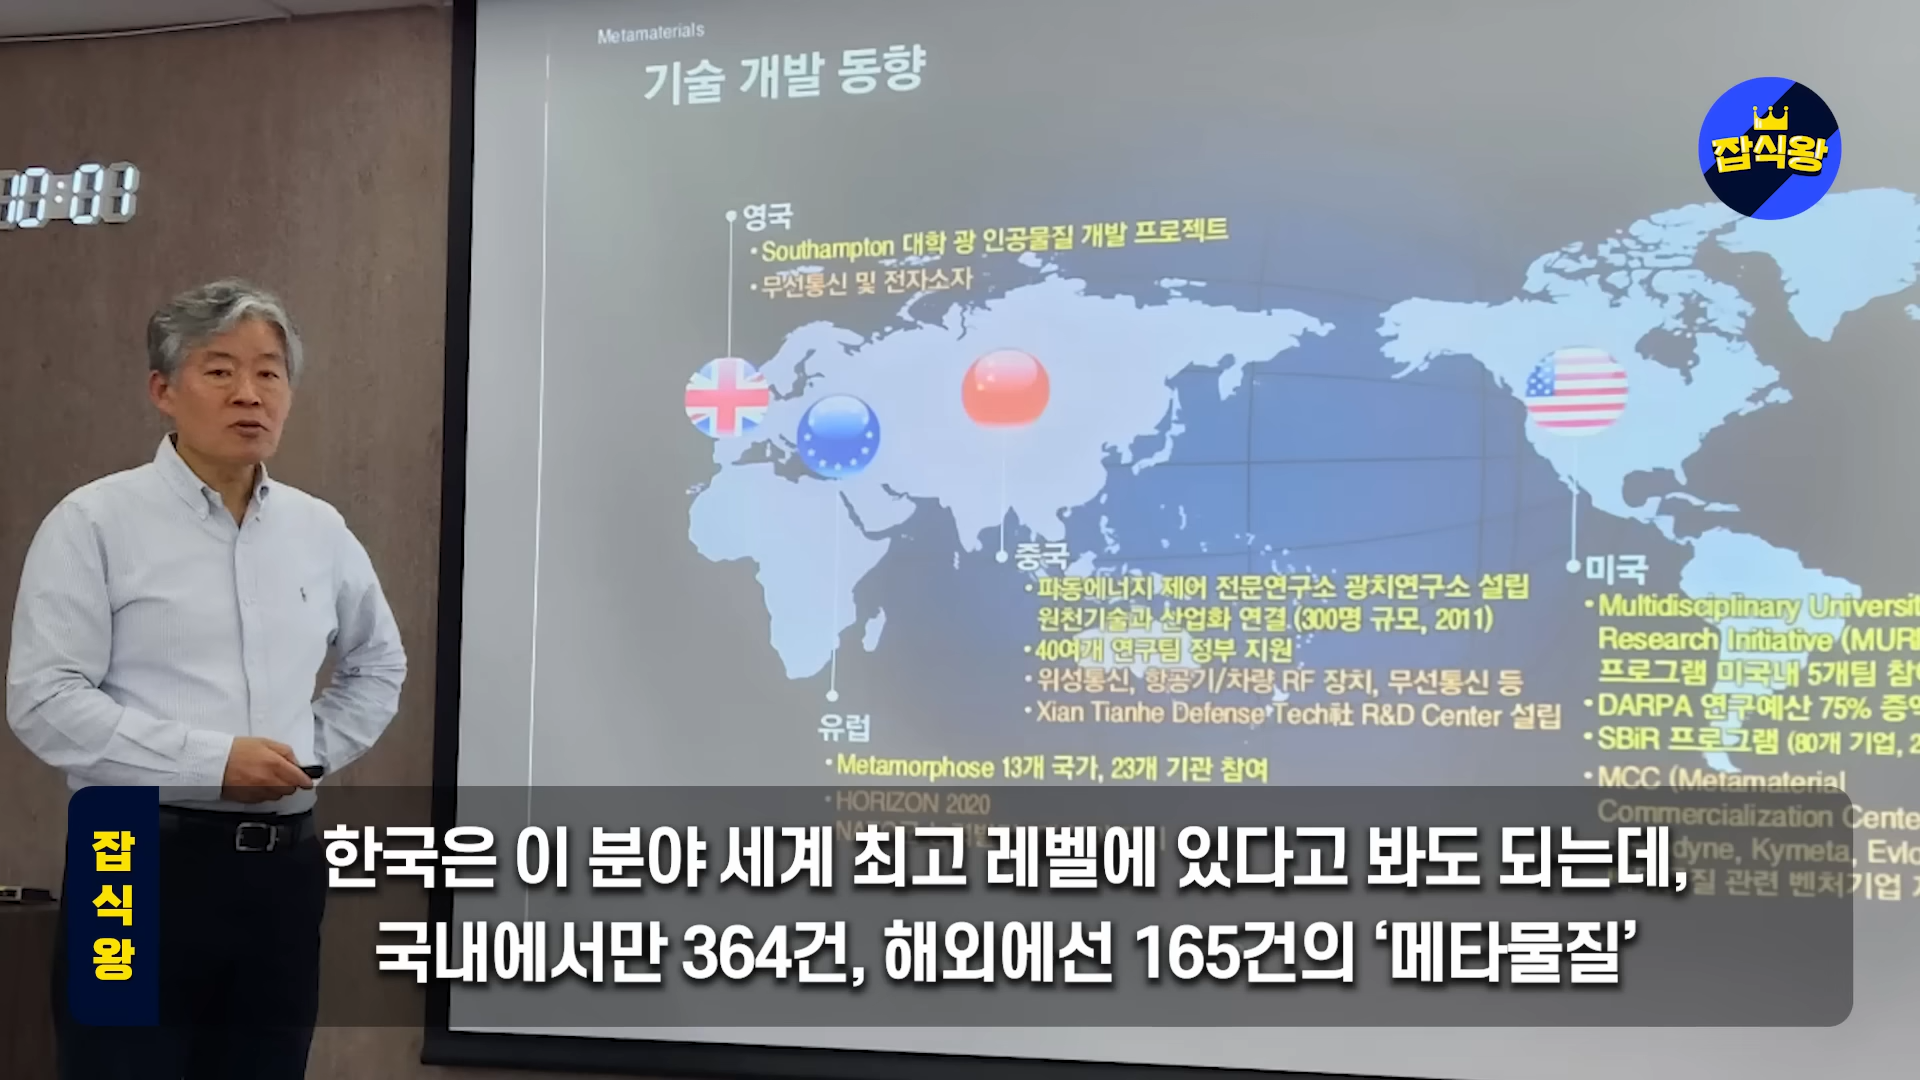 Metamaterials
기술 개발 동향
잡식왕
10:01
영국
•Southampton 대학 광 인공물질 개발 프로젝트
•무선통신 및 전자소자
중국
•파동에너지 제어 전문연구소 광치연구소 설립
원천기술과 산업화 연결 (300명 규모, 2011)
•40여개 연구팀 정부 지원
•위성통신, 항공기/차량 RF 장치, 무선통신 등
•Xian Tianhe Defense Tech社 R&D Center 설립
미국
•Multidisciplinary Universit
Research Initiative (MURI
프로그램 미국내 5개팀 참
•DARPA 연구예산 75% 증
•SBiR 프로그램 (80개 기업, 2
•MCC (Metamaterial
Commercialization Cente
dyne, Kymeta, Evlo
질 관련 벤처기업
유럽
•Metamorphose 13개 국가, 23개 기관 참여
•HORIZON 2020
잡식왕
한국은 이 분야 세계 최고 레벨에 있다고 봐도 되는데,
국내에서만 364건, 해외에선 165건의 ‘메타물질’